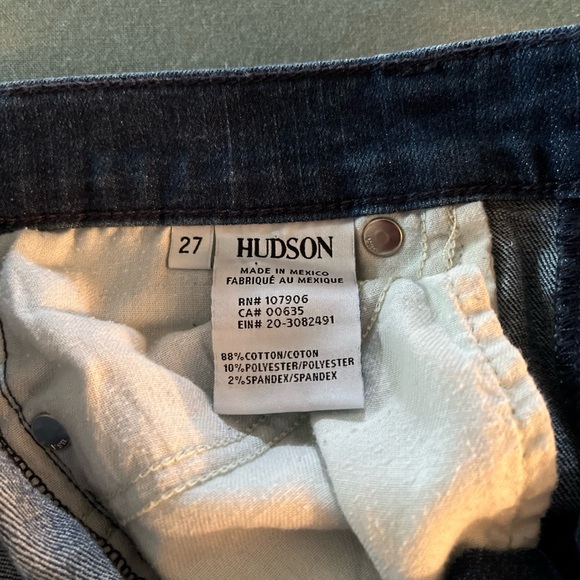 27
HUDSON
MADE IN MEXICO
FABRIQUÉ AU MEXIQUE
RN# 107906
CA# 00635
EIN# 20-3082491
88%COTTON/COTON
10%POLYESTER/POLYESTER
2%SPANDEX/SPANDEX